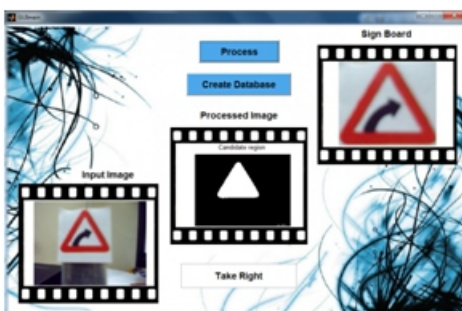 Sign Board
Process
Create Database
Processed Image
Candidate region
Input Image
Take Right